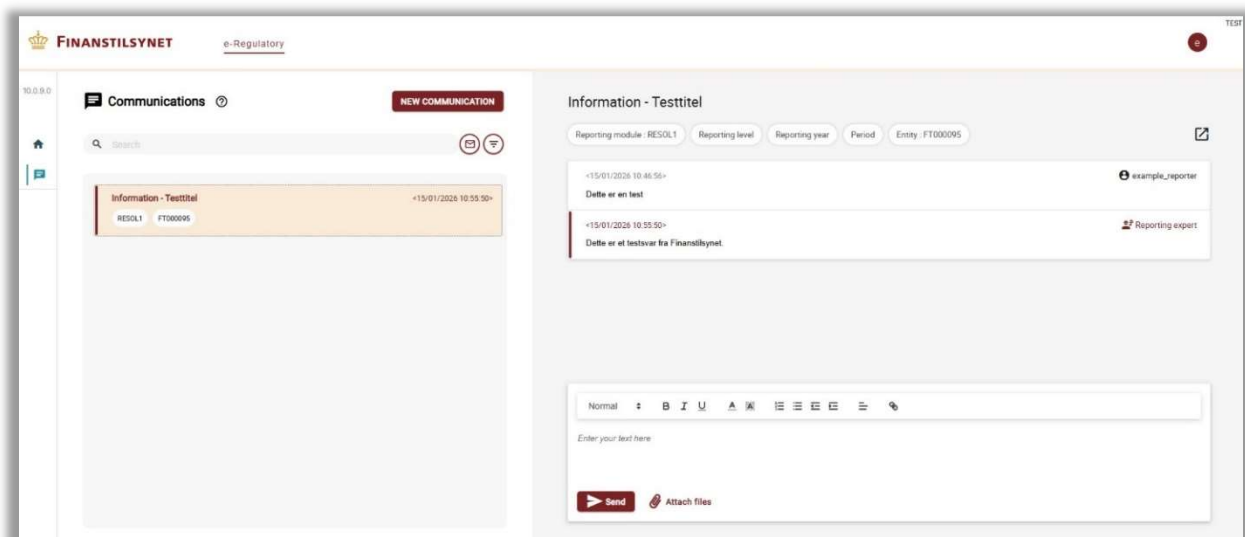 TEST
FINANSTILSYNET
e-Regulatory
e
10.0.9.0
Communications
NEW COMMUNICATION
Search
Information - Testtitel
<15/01/2026 10:55:50>
RESOL1
FT000095
Information - Testtitel
Reporting module : RESOL1
Reporting level
Reporting year
Period
Entity : FT000095
<15/01/2026 10:46:56>
example_reporter
Dette er en test
<15/01/2026 10:55:50>
Reporting expert
Dette er et testsvar fra Finanstilsynet.
Normal
B I U A A
Enter your text here
Send
Attach files